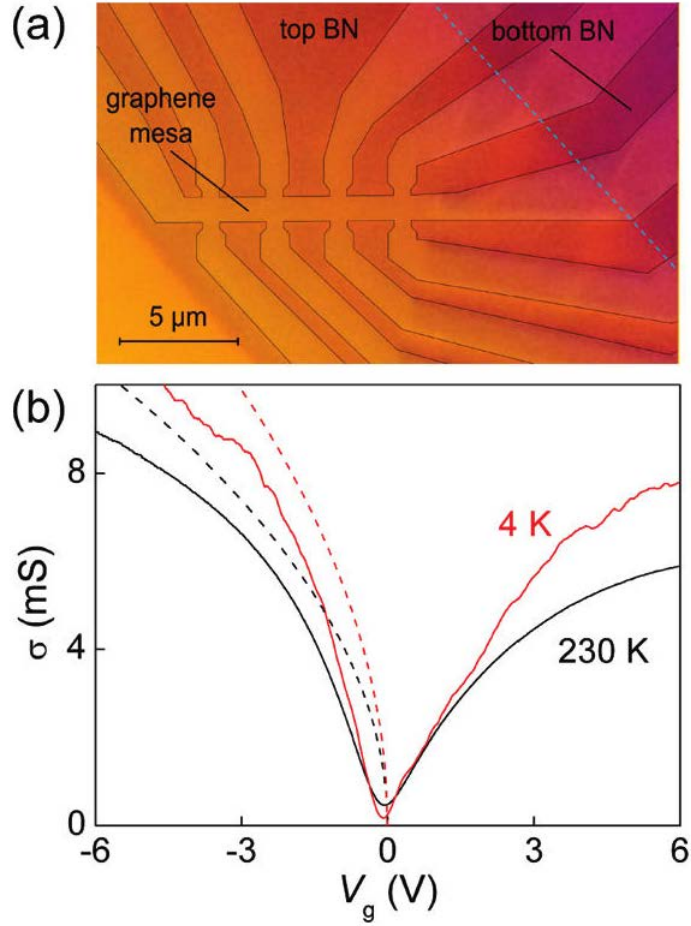 (a)
top BN
bottom BN
graphene
mesa
5 μm
(b)
8
4
0
σ (mS)
4 K
230 K
-6 -3 0 3 6
Vg (V)